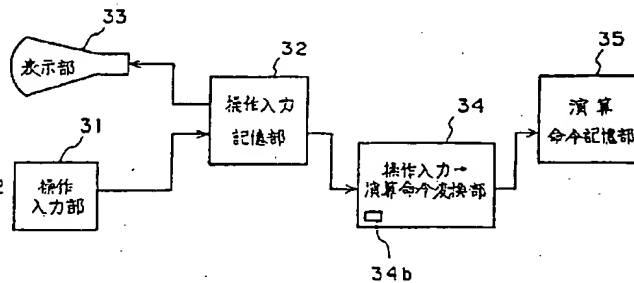 33
表示部
32
操作入力
記憶部
31
操作
入力部
34
操作入力→
演算命令変換部
34b
35
演算
命令記憶部